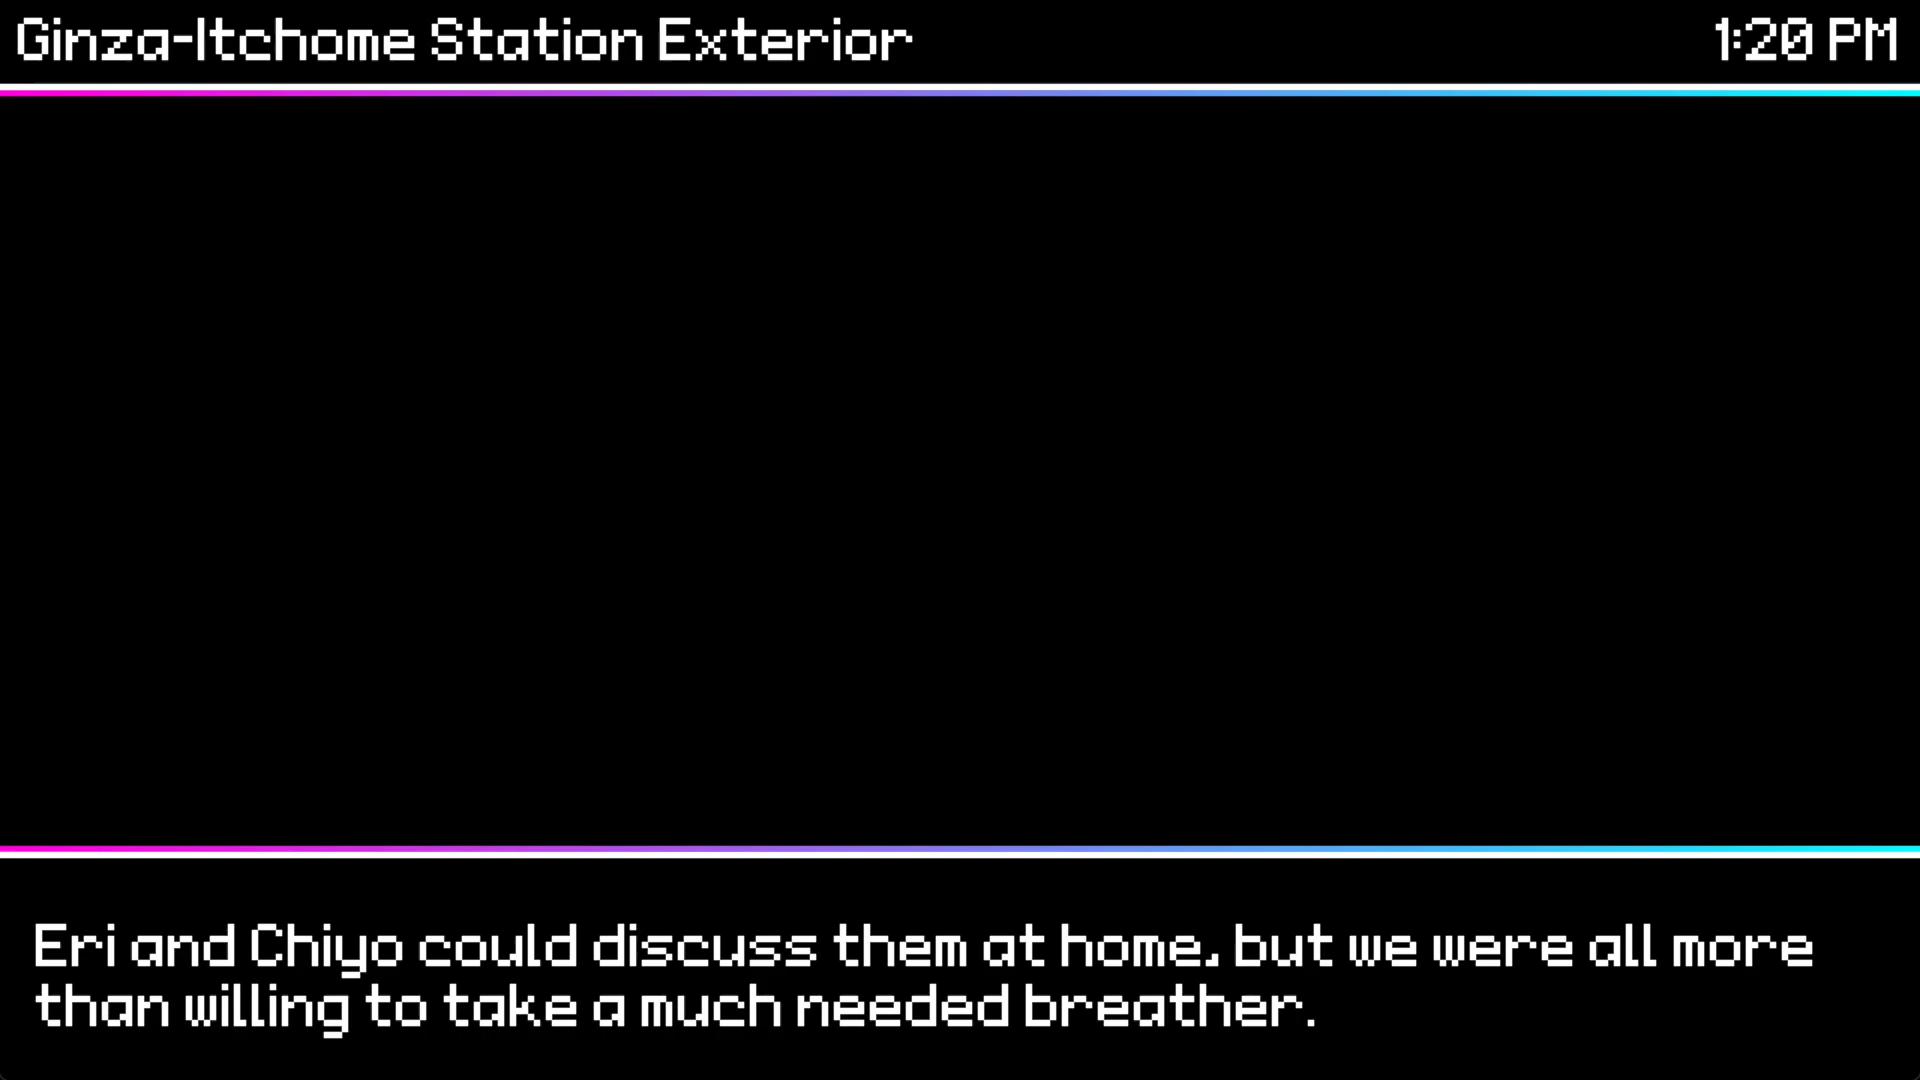 Ginza-Itchome Station Exterior
1:20 PM
Eri and Chiyo could discuss them at home, but we were all more
than willing to take a much needed breather.